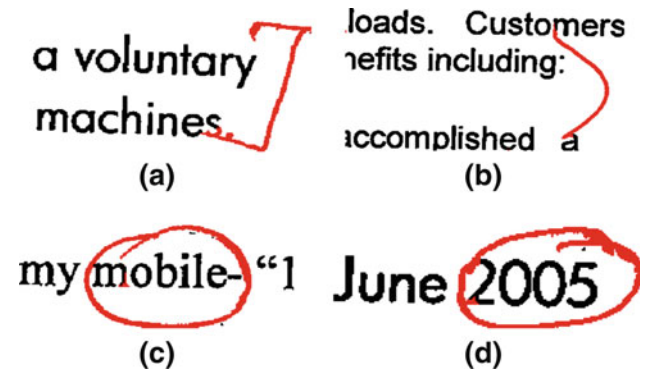 a voluntary
machines.
(a)
loads. Customers
nefits including:
accomplished a
(b)
my mobile- “1
(c)
June 2005
(d)